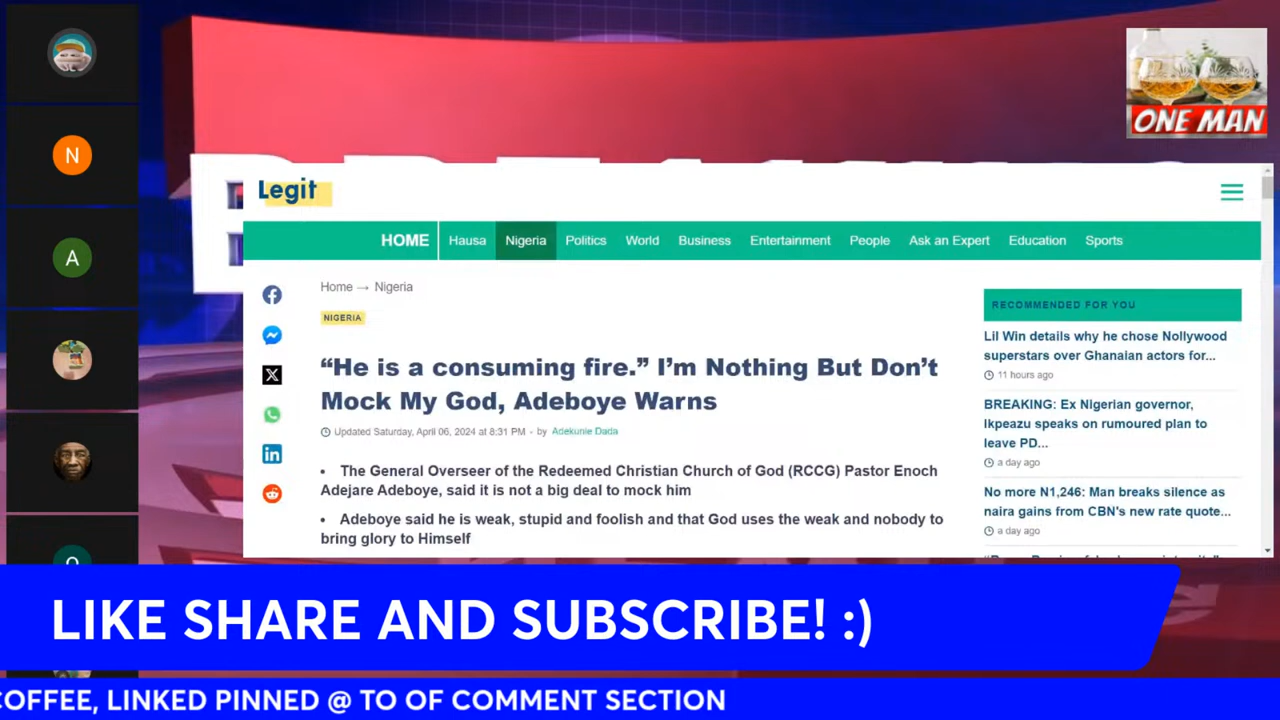 N
A
ONE MAN
Legit
HOME Hausa Nigeria Politics World Business Entertainment People Ask an Expert Education Sports
Home → Nigeria
NIGERIA
“He is a consuming fire.” I’m Nothing But Don’t
Mock My God, Adeboye Warns
Updated Saturday, April 06, 2024 at 8:31 PM - by Adekunle Dada
• The General Overseer of the Redeemed Christian Church of God (RCCG) Pastor Enoch
Adejare Adeboye, said it is not a big deal to mock him
• Adeboye said he is weak, stupid and foolish and that God uses the weak and nobody to
bring glory to Himself
RECOMMENDED FOR YOU
Lil Win details why he chose Nollywood
superstars over Ghanaian actors for...
11 hours ago
BREAKING: Ex Nigerian governor,
Ikpeazu speaks on rumoured plan to
leave PD...
a day ago
No more N1,246: Man breaks silence as
naira gains from CBN's new rate quote...
a day ago
LIKE SHARE AND SUBSCRIBE! :)
COFFEE, LINKED PINNED @ TO OF COMMENT SECTION